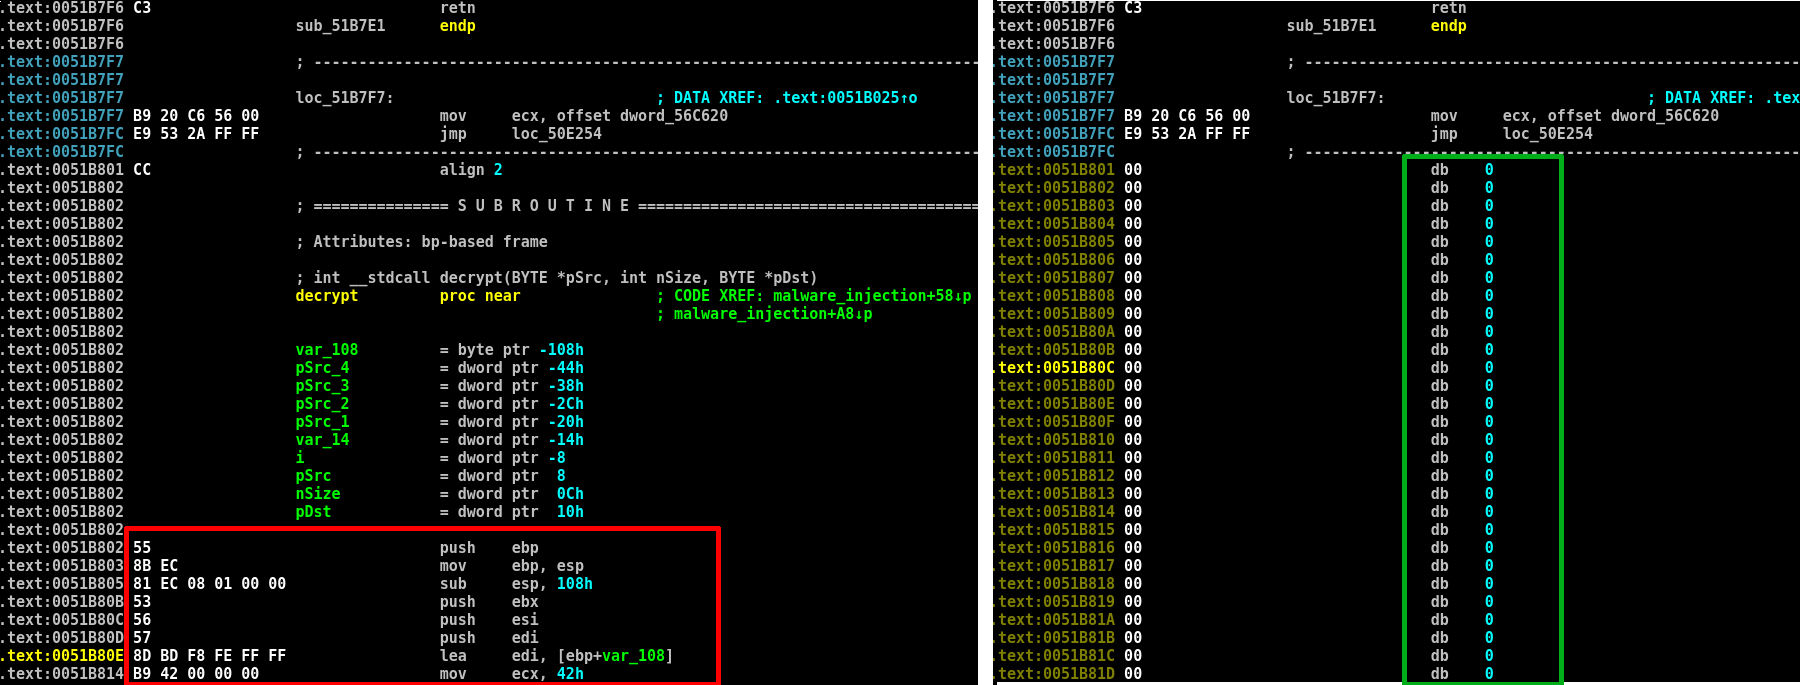 .text:0051B7F6 C3 retn
.text:0051B7F6 sub_51B7E1 endp
.text:0051B7F6
.text:0051B7F7 ; ---------------------------------------------------------------------------
.text:0051B7F7
.text:0051B7F7 loc_51B7F7: ; DATA XREF: .text:0051B025↑o
.text:0051B7F7 B9 20 C6 56 00 mov ecx, offset dword_56C620
.text:0051B7FC E9 53 2A FF FF jmp loc_50E254
.text:0051B7FC ; ---------------------------------------------------------------------------
.text:0051B801 CC align 2
.text:0051B802
.text:0051B802 ; =============== S U B R O U T I N E ======================================
.text:0051B802
.text:0051B802 ; Attributes: bp-based frame
.text:0051B802
.text:0051B802 ; int __stdcall decrypt(BYTE *pSrc, int nSize, BYTE *pDst)
.text:0051B802 decrypt proc near ; CODE XREF: malware_injection+58↓p
.text:0051B802 ; malware_injection+A8↓p
.text:0051B802
.text:0051B802 var_108 = byte ptr -108h
.text:0051B802 pSrc_4 = dword ptr -44h
.text:0051B802 pSrc_3 = dword ptr -38h
.text:0051B802 pSrc_2 = dword ptr -2Ch
.text:0051B802 pSrc_1 = dword ptr -20h
.text:0051B802 var_14 = dword ptr -14h
.text:0051B802 i = dword ptr -8
.text:0051B802 pSrc = dword ptr 8
.text:0051B802 nSize = dword ptr 0Ch
.text:0051B802 pDst = dword ptr 10h
.text:0051B802
.text:0051B802 55 push ebp
.text:0051B803 8B EC mov ebp, esp
.text:0051B805 81 EC 08 01 00 00 sub esp, 108h
.text:0051B80B 53 push ebx
.text:0051B80C 56 push esi
.text:0051B80D 57 push edi
.text:0051B80E 8D BD F8 FE FF FF lea edi, [ebp+var_108]
.text:0051B814 B9 42 00 00 00 mov ecx, 42h
.text:0051B7F6 C3 retn
.text:0051B7F6 sub_51B7E1 endp
.text:0051B7F6
.text:0051B7F7 ; -------------------------------------------------------
.text:0051B7F7
.text:0051B7F7 loc_51B7F7: ; DATA XREF: .tex
.text:0051B7F7 B9 20 C6 56 00 mov ecx, offset dword_56C620
.text:0051B7FC E9 53 2A FF FF jmp loc_50E254
.text:0051B7FC ; -------------------------------------------------------
.text:0051B801 00 db 0
.text:0051B802 00 db 0
.text:0051B803 00 db 0
.text:0051B804 00 db 0
.text:0051B805 00 db 0
.text:0051B806 00 db 0
.text:0051B807 00 db 0
.text:0051B808 00 db 0
.text:0051B809 00 db 0
.text:0051B80A 00 db 0
.text:0051B80B 00 db 0
.text:0051B80C 00 db 0
.text:0051B80D 00 db 0
.text:0051B80E 00 db 0
.text:0051B80F 00 db 0
.text:0051B810 00 db 0
.text:0051B811 00 db 0
.text:0051B812 00 db 0
.text:0051B813 00 db 0
.text:0051B814 00 db 0
.text:0051B815 00 db 0
.text:0051B816 00 db 0
.text:0051B817 00 db 0
.text:0051B818 00 db 0
.text:0051B819 00 db 0
.text:0051B81A 00 db 0
.text:0051B81B 00 db 0
.text:0051B81C 00 db 0
.text:0051B81D 00 db 0